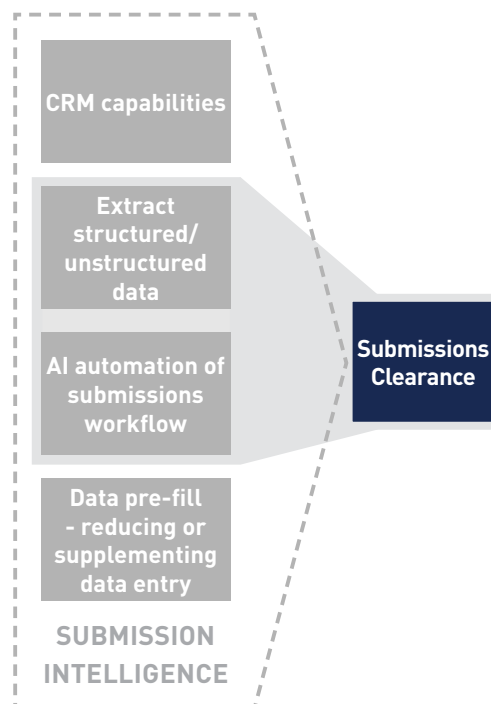 CRM capabilities
Extract
structured/
unstructured
data
AI automation of
submissions
workflow
Submissions
Clearance
Data pre-fill
- reducing or
supplementing
data entry
SUBMISSION
INTELLIGENCE